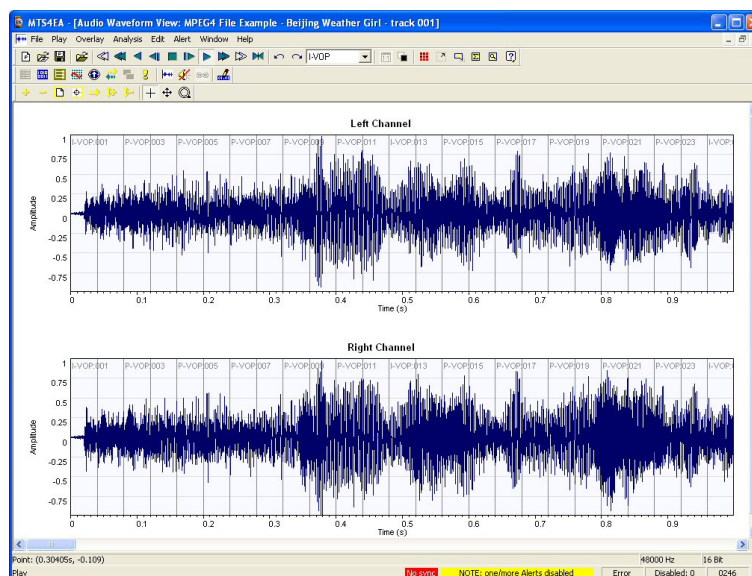 MTS4EA - [Audio Waveform View: MPEG4 File Example - Beijing Weather Girl - track 001]
File Play Overlay Analysis Edit Alert Window Help
I-VOP
Left Channel
I-VOP:001 P-VOP:003 P-VOP:005 P-VOP:007 P-VOP:009 P-VOP:011 I-VOP:013 P-VOP:015 P-VOP:017 P-VOP:019 P-VOP:021 P-VOP:023
1
0.75
0.5
0.25
0
-0.25
-0.5
-0.75
Amplitude
0 0.1 0.2 0.3 0.4 0.5 0.6 0.7 0.8 0.9
Time (s)
Right Channel
I-VOP:001 P-VOP:003 P-VOP:005 P-VOP:007 P-VOP:009 P-VOP:011 I-VOP:013 P-VOP:015 P-VOP:017 P-VOP:019 P-VOP:021 P-VOP:023
1
0.75
0.5
0.25
0
-0.25
-0.5
-0.75
Amplitude
0 0.1 0.2 0.3 0.4 0.5 0.6 0.7 0.8 0.9
Time (s)
Point: (0.30405s, -0.109) 48000 Hz 16 Bit
Play No sync NOTE: one/more Alerts disabled Error Disabled: 0 0246